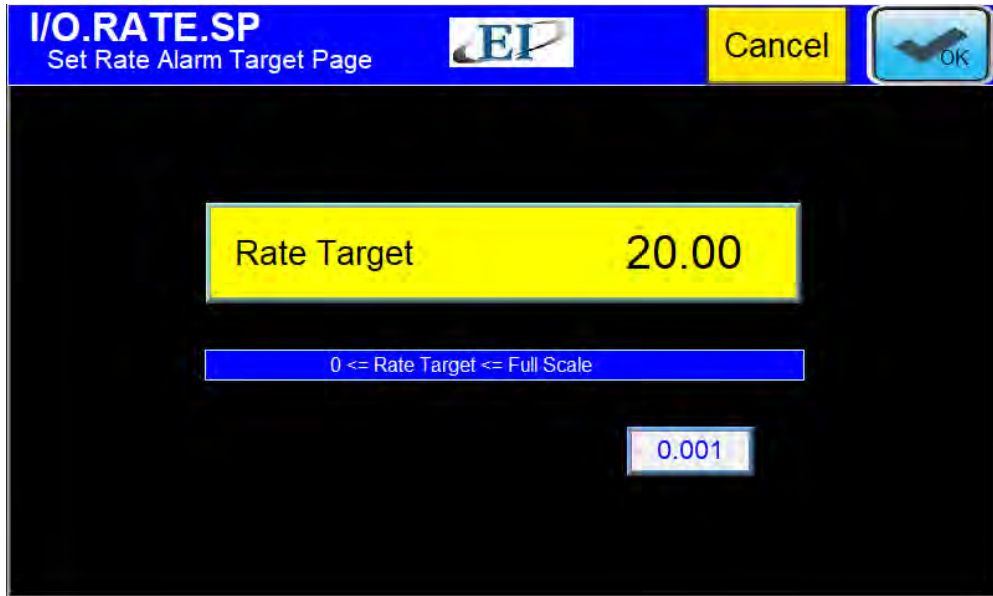 I/O.RATE.SP
Set Rate Alarm Target Page
EI
Cancel
OK
Rate Target 20.00
0 <= Rate Target <= Full Scale
0.001